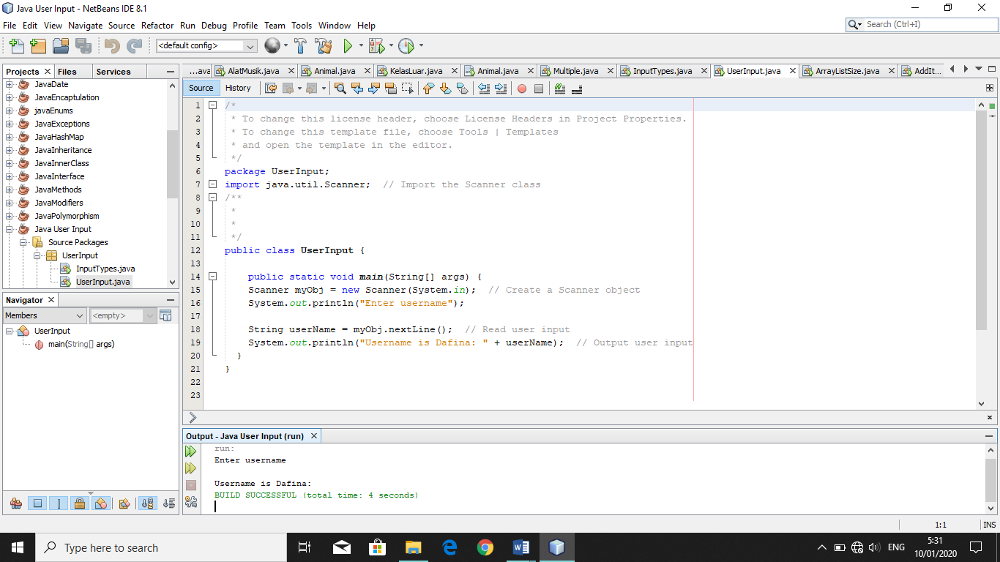 Java User Input - NetBeans IDE 8.1
File Edit View Navigate Source Refactor Run Debug Profile Team Tools Window Help
Search (Ctrl+I)
<default config>
Projects Files Services
JavaDate
JavaEncaptulation
javaEnums
JavaExceptions
JavaHashMap
JavaInheritance
JavaInnerClass
JavaInterface
JavaMethods
JavaModifiers
JavaPolymorphism
Java User Input
Source Packages
UserInput
InputTypes.java
UserInput.java
Navigator
Members <empty>
UserInput
main(String[] args)
...ava AlatMusik.java Animal.java KelasLuar.java Animal.java Multiple.java InputTypes.java UserInput.java ArrayListSize.java AddIt...
Source History
1 /*
2 * To change this license header, choose License Headers in Project Properties.
3 * To change this template file, choose Tools | Templates
4 * and open the template in the editor.
5 */
6 package UserInput;
7 import java.util.Scanner;  // Import the Scanner class
8 /**
9 *
10 *
11 */
12 public class UserInput {
13
14 public static void main(String[] args) {
15 Scanner myObj = new Scanner(System.in);  // Create a Scanner object
16 System.out.println("Enter username");
17
18 String userName = myObj.nextLine();  // Read user input
19 System.out.println("Username is Dafina: " + userName);  // Output user input
20 }
21 }
22
23
Output - Java User Input (run)
run:
Enter username
Username is Dafina:
BUILD SUCCESSFUL (total time: 4 seconds)
1:1 INS
Type here to search
ENG
5:31
10/01/2020